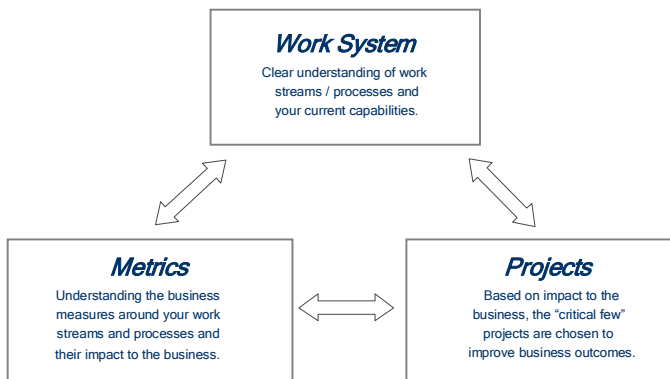 Work System
Clear understanding of work
streams / processes and
your current capabilities.
Metrics
Understanding the business
measures around your work
streams and processes and
their impact to the business.
Projects
Based on impact to the
business, the “critical few”
projects are chosen to
improve business outcomes.